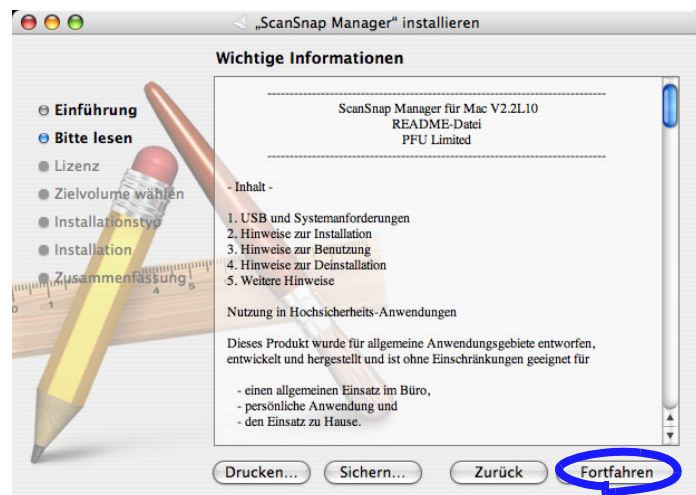 „ScanSnap Manager“ installieren
Wichtige Informationen
Einführung
Bitte lesen
Lizenz
Zielvolume wählen
Installationstyp
Installation
Zusammenfassung
------------------------------------------------------------------------
ScanSnap Manager für Mac V2.2L10
README-Datei
PFU Limited
------------------------------------------------------------------------
- Inhalt -
1. USB und Systemanforderungen
2. Hinweise zur Installation
3. Hinweise zur Benutzung
4. Hinweise zur Deinstallation
5. Weitere Hinweise
Nutzung in Hochsicherheits-Anwendungen
Dieses Produkt wurde für allgemeine Anwendungsgebiete entworfen,
entwickelt und hergestellt und ist ohne Einschränkungen geeignet für
- einen allgemeinen Einsatz im Büro,
- persönliche Anwendung und
- den Einsatz zu Hause.
0 1 4 5
Drucken... Sichern... Zurück Fortfahren